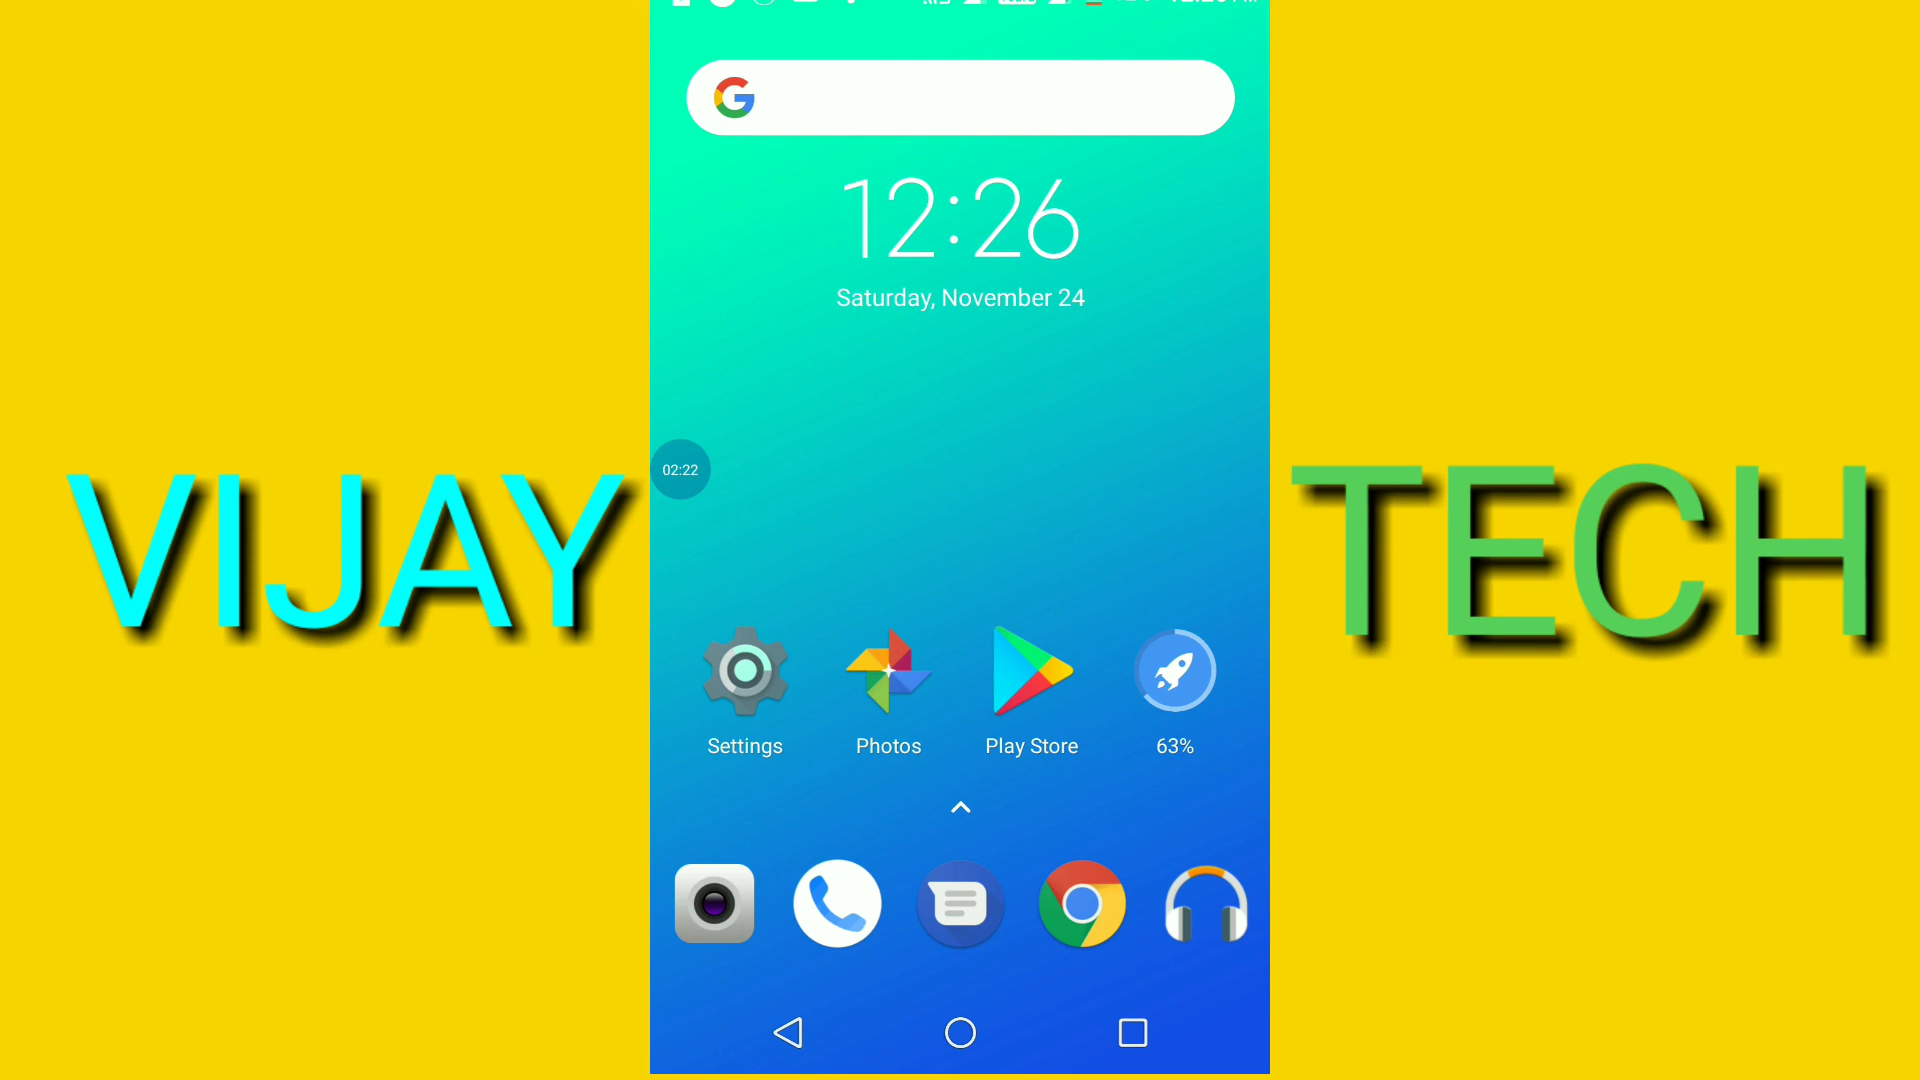 12:26
Saturday, November 24
02:22
VIJAY
TECH
Settings
Photos
Play Store
63%